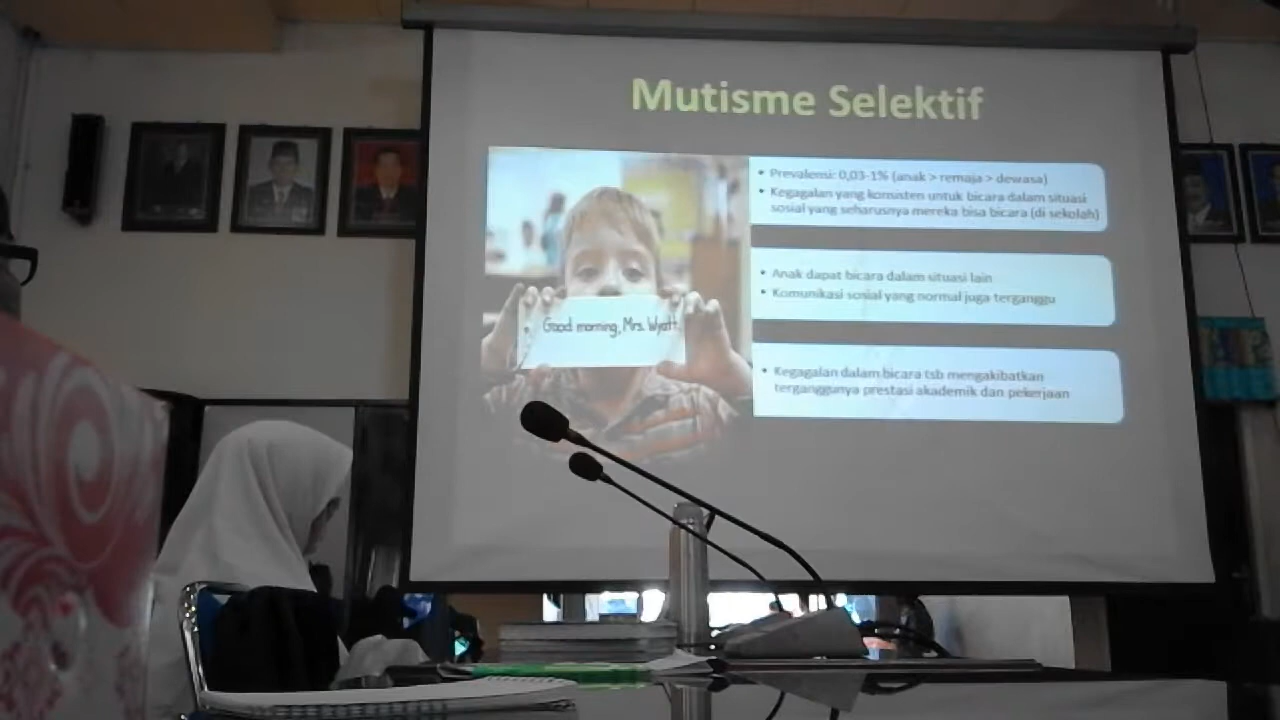 Mutisme Selektif
• Prevalensi: 0,03-1% (anak > remaja > dewasa)
• Kegagalan yang konsisten untuk bicara dalam situasi
sosial yang seharusnya mereka bisa bicara (di sekolah)
Good morning, Mrs. Wyatt.
• Anak dapat bicara dalam situasi lain
• Komunikasi sosial yang normal juga terganggu
• Kegagalan dalam bicara tsb mengakibatkan
terganggunya prestasi akademik dan pekerjaan